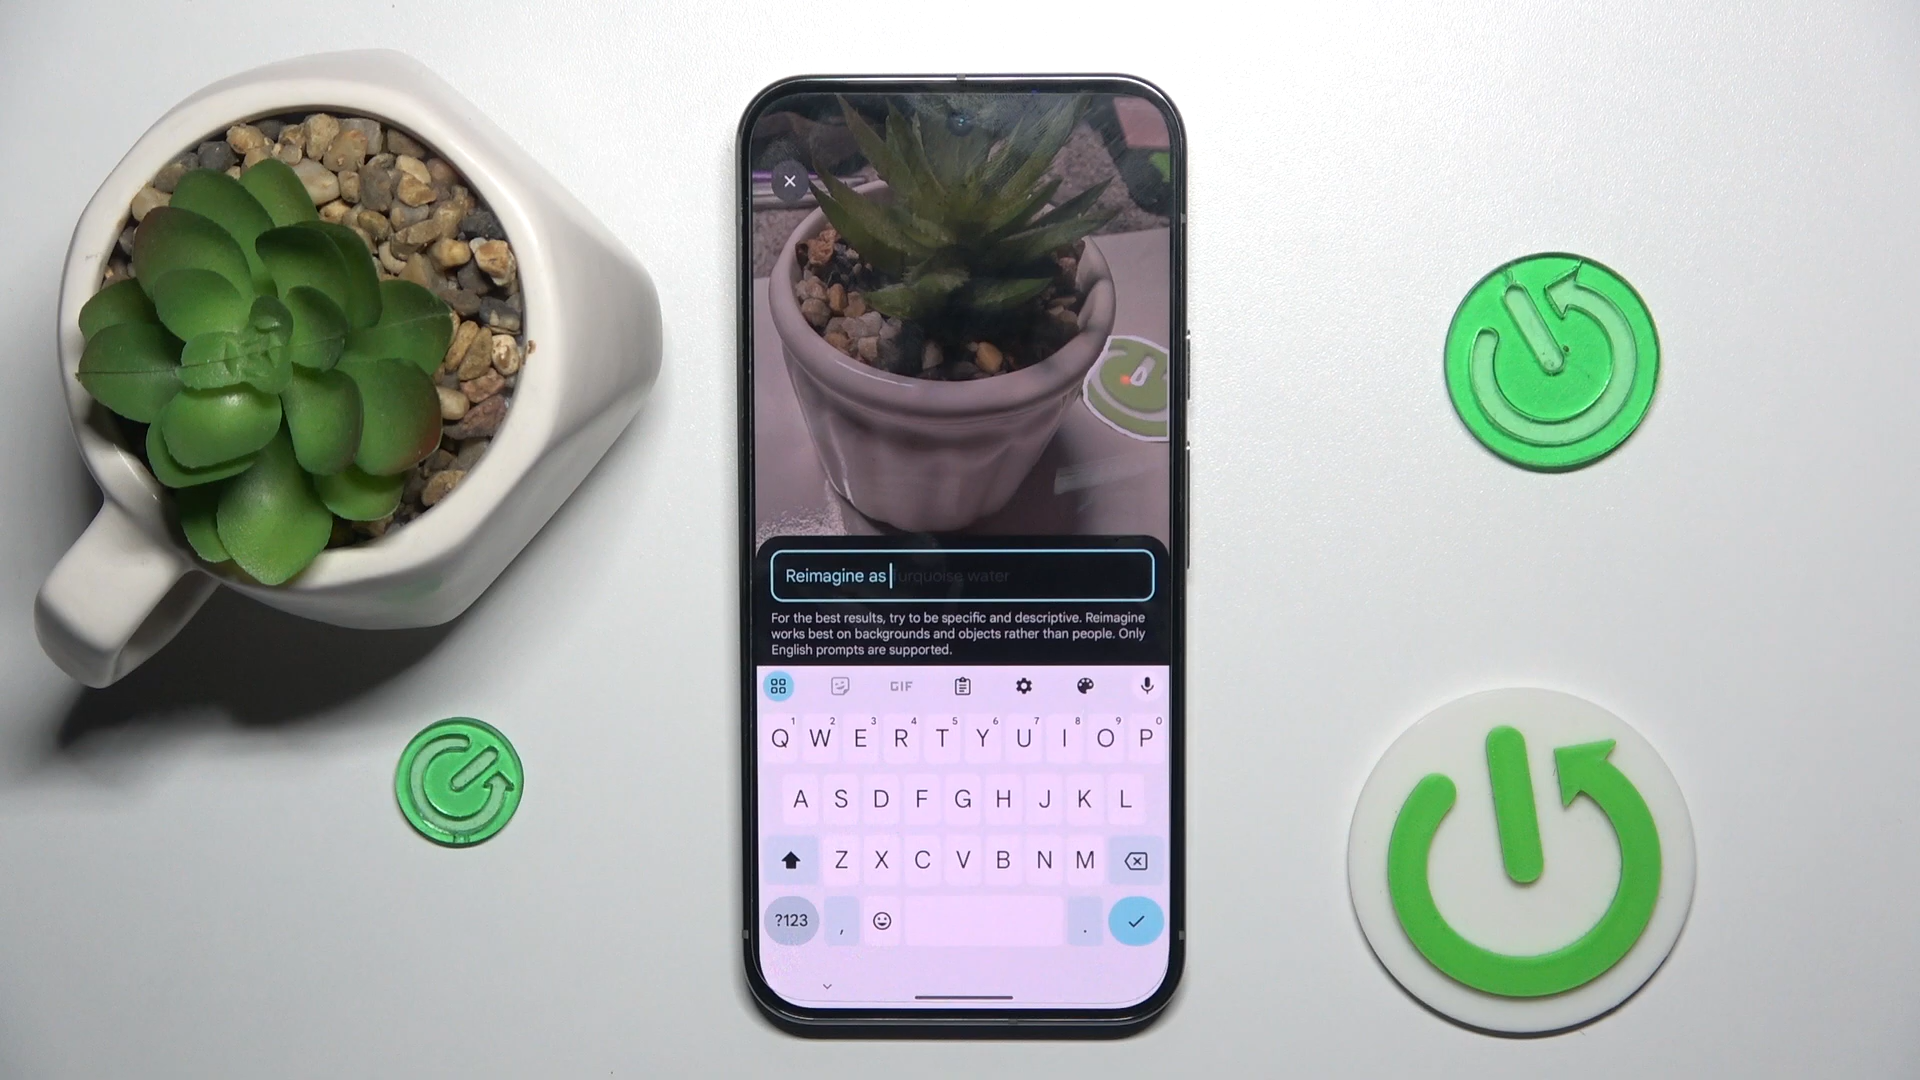 Reimagine as turquoise water
For the best results, try to be specific and descriptive. Reimagine
works best on backgrounds and objects rather than people. Only
English prompts are supported.
GIF
1 2 3 4 5 6 7 8 9 0
Q W E R T Y U I O P
A S D F G H J K L
Z X C V B N M
?123 , .